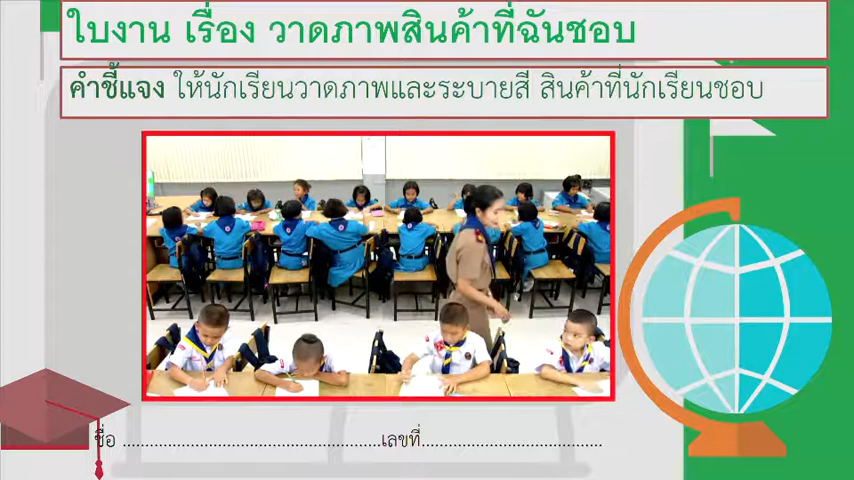 ใบงาน เรื่อง วาดภาพสินค้าที่ฉันชอบ
คำชี้แจง ให้นักเรียนวาดภาพและระบายสี สินค้าที่นักเรียนชอบ
ชื่อ ....................................................เลขที่.....................................